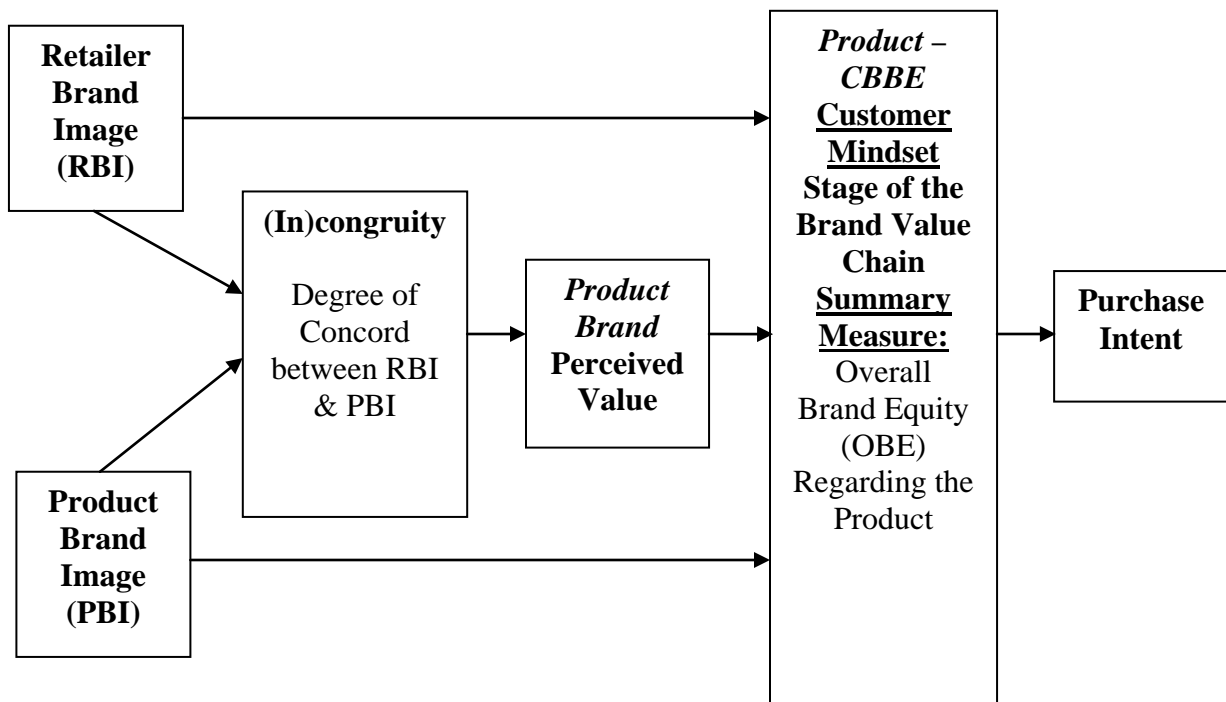 Retailer
Brand
Image
(RBI)
(In)congruity
Degree of
Concord
between RBI
& PBI
Product
Brand
Image
(PBI)
Product
Brand
Perceived
Value
Product –
CBBE
Customer
Mindset
Stage of the
Brand Value
Chain
Summary
Measure:
Overall
Brand Equity
(OBE)
Regarding the
Product
Purchase
Intent